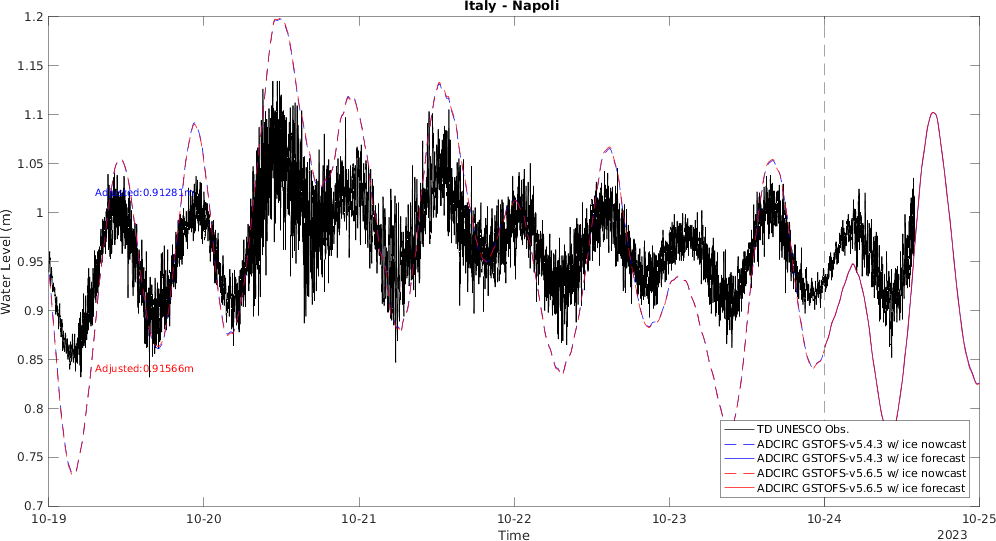 Italy - Napoli
1.2
1.15
1.1
1.05
1
0.95
0.9
0.85
0.8
0.75
0.7
Water Level (m)
Adjusted:0.91281m
Adjusted:0.91566m
TD UNESCO Obs.
ADCIRC GSTOFS-v5.4.3 w/ ice nowcast
ADCIRC GSTOFS-v5.4.3 w/ ice forecast
ADCIRC GSTOFS-v5.6.5 w/ ice nowcast
ADCIRC GSTOFS-v5.6.5 w/ ice forecast
10-19 10-20 10-21 10-22 10-23 10-24 10-25
Time
2023